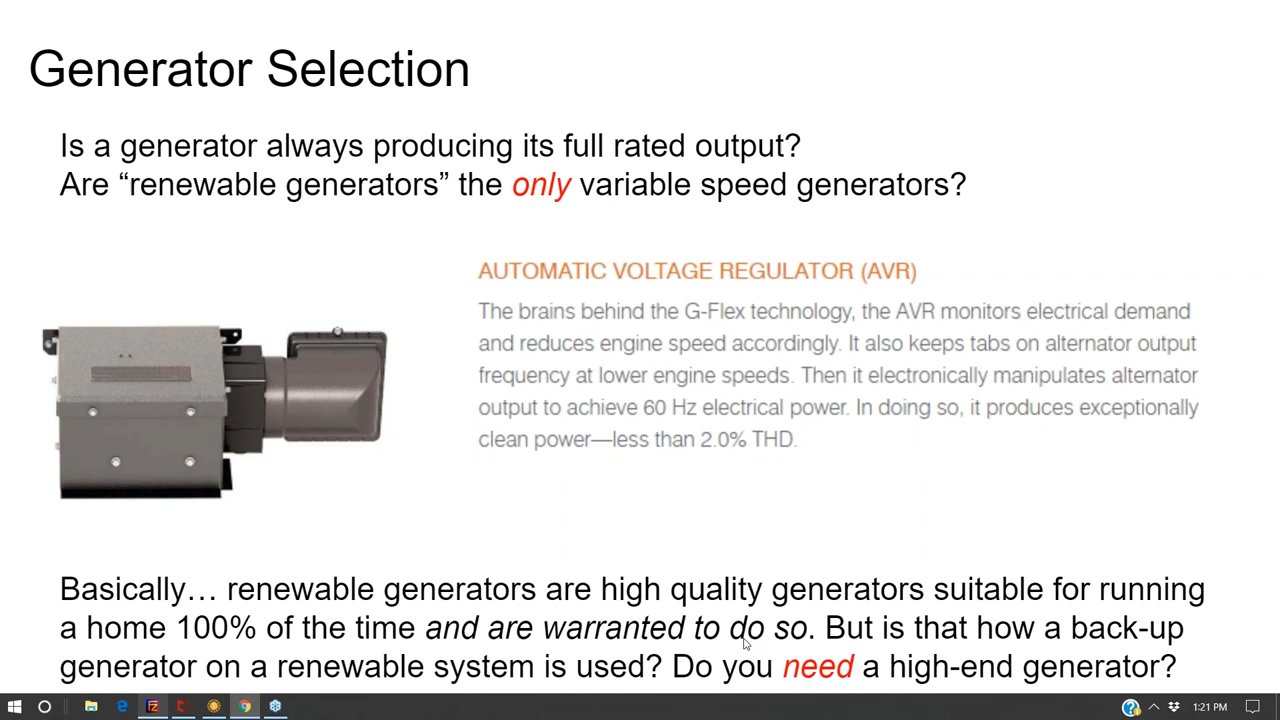 Generator Selection
Is a generator always producing its full rated output?
Are “renewable generators” the only variable speed generators?
AUTOMATIC VOLTAGE REGULATOR (AVR)
The brains behind the G-Flex technology, the AVR monitors electrical demand
and reduces engine speed accordingly. It also keeps tabs on alternator output
frequency at lower engine speeds. Then it electronically manipulates alternator
output to achieve 60 Hz electrical power. In doing so, it produces exceptionally
clean power—less than 2.0% THD.
Basically… renewable generators are high quality generators suitable for running
a home 100% of the time and are warranted to do so. But is that how a back-up
generator on a renewable system is used? Do you need a high-end generator?
1:21 PM